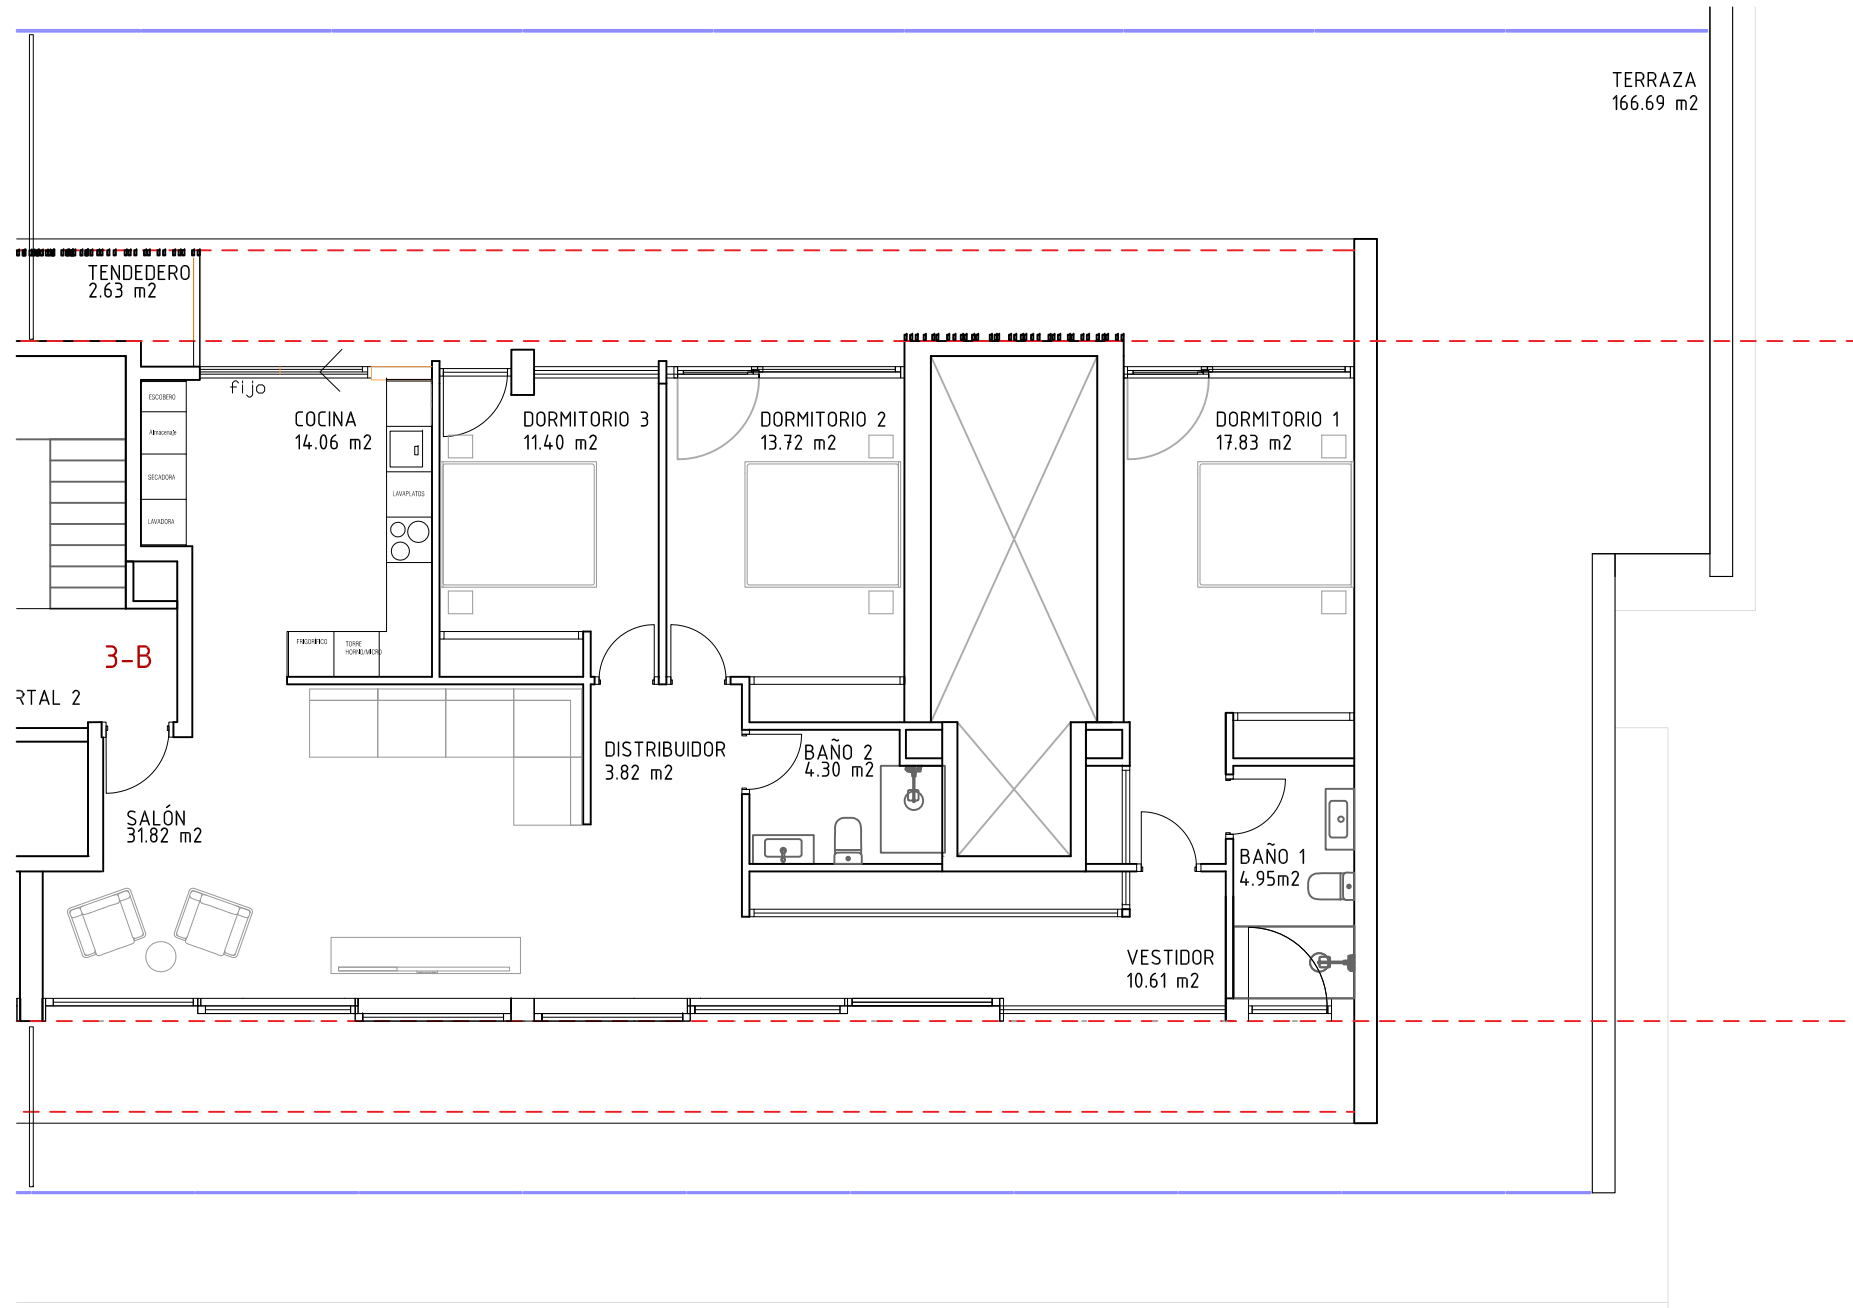 TERRAZA
166.69 m2
TENDEDERO
2.63 m2
fijo
ESCOBERO
Almacenaje
SECADORA
LAVADORA
COCINA
14.06 m2
LAVAPLATOS
FRIGORIFICO
TORRE
HORNO/MICRO
DORMITORIO 3
11.40 m2
DORMITORIO 2
13.72 m2
DORMITORIO 1
17.83 m2
3-B
RTAL 2
DISTRIBUIDOR
3.82 m2
BAÑO 2
4.30 m2
SALÓN
31.82 m2
BAÑO 1
4.95m2
VESTIDOR
10.61 m2